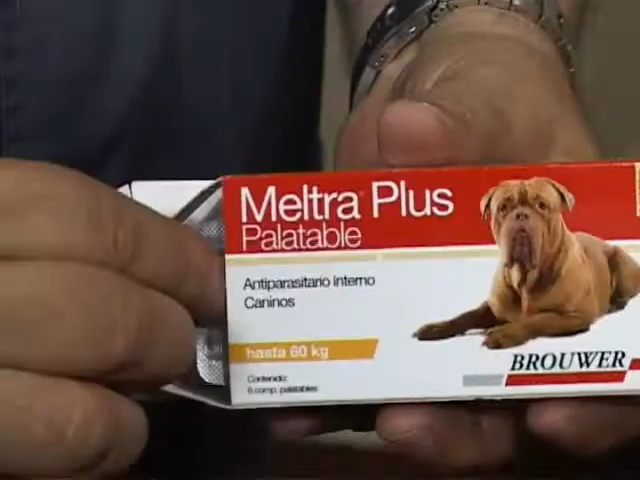 Meltra® Plus
Palatable
Antiparasitario interno
Caninos
hasta 60 kg
Contenido:
6 comp. palatables
BROUWER